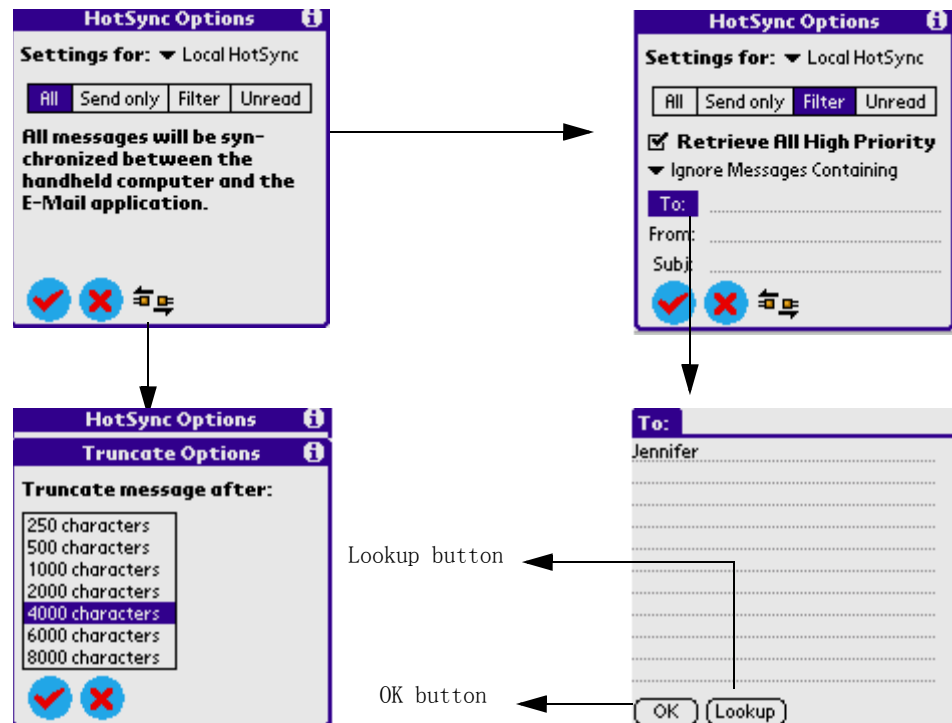 HotSync Options
Settings for: Local HotSync
All Send only Filter Unread
All messages will be syn-
chronized between the
handheld computer and the
E-Mail application.
HotSync Options
Settings for: Local HotSync
All Send only Filter Unread
Retrieve All High Priority
Ignore Messages Containing
To:
From:
Subj:
HotSync Options
Truncate Options
Truncate message after:
250 characters
500 characters
1000 characters
2000 characters
4000 characters
6000 characters
8000 characters
Lookup button
OK button
To:
Jennifer
OK Lookup